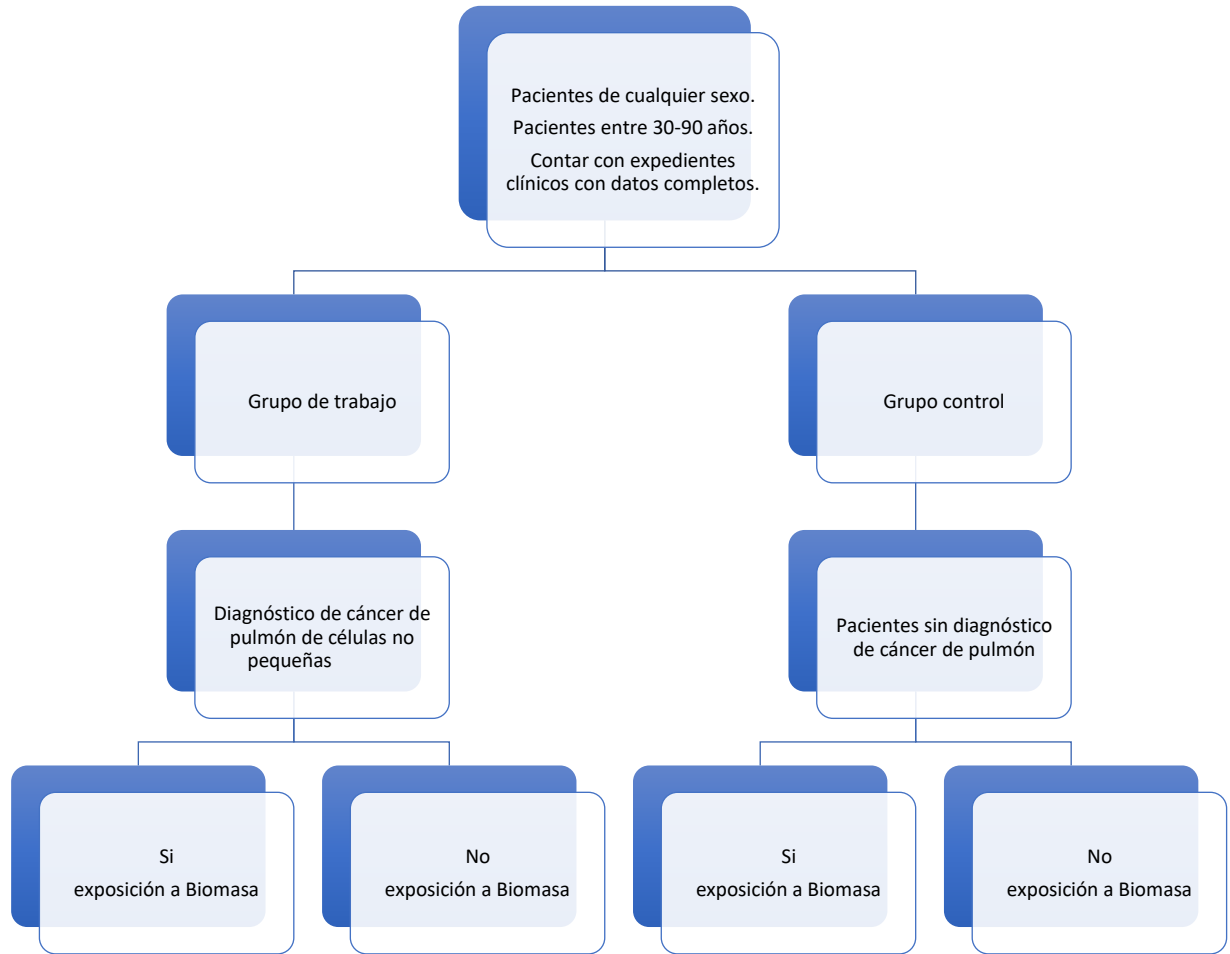 Pacientes de cualquier sexo.
Pacientes entre 30-90 años.
Contar con expedientes
clínicos con datos completos.
Grupo de trabajo
Grupo control
Diagnóstico de cáncer de
pulmón de células no
pequeñas
Pacientes sin diagnóstico
de cáncer de pulmón
Si
exposición a Biomasa
No
exposición a Biomasa
Si
exposición a Biomasa
No
exposición a Biomasa